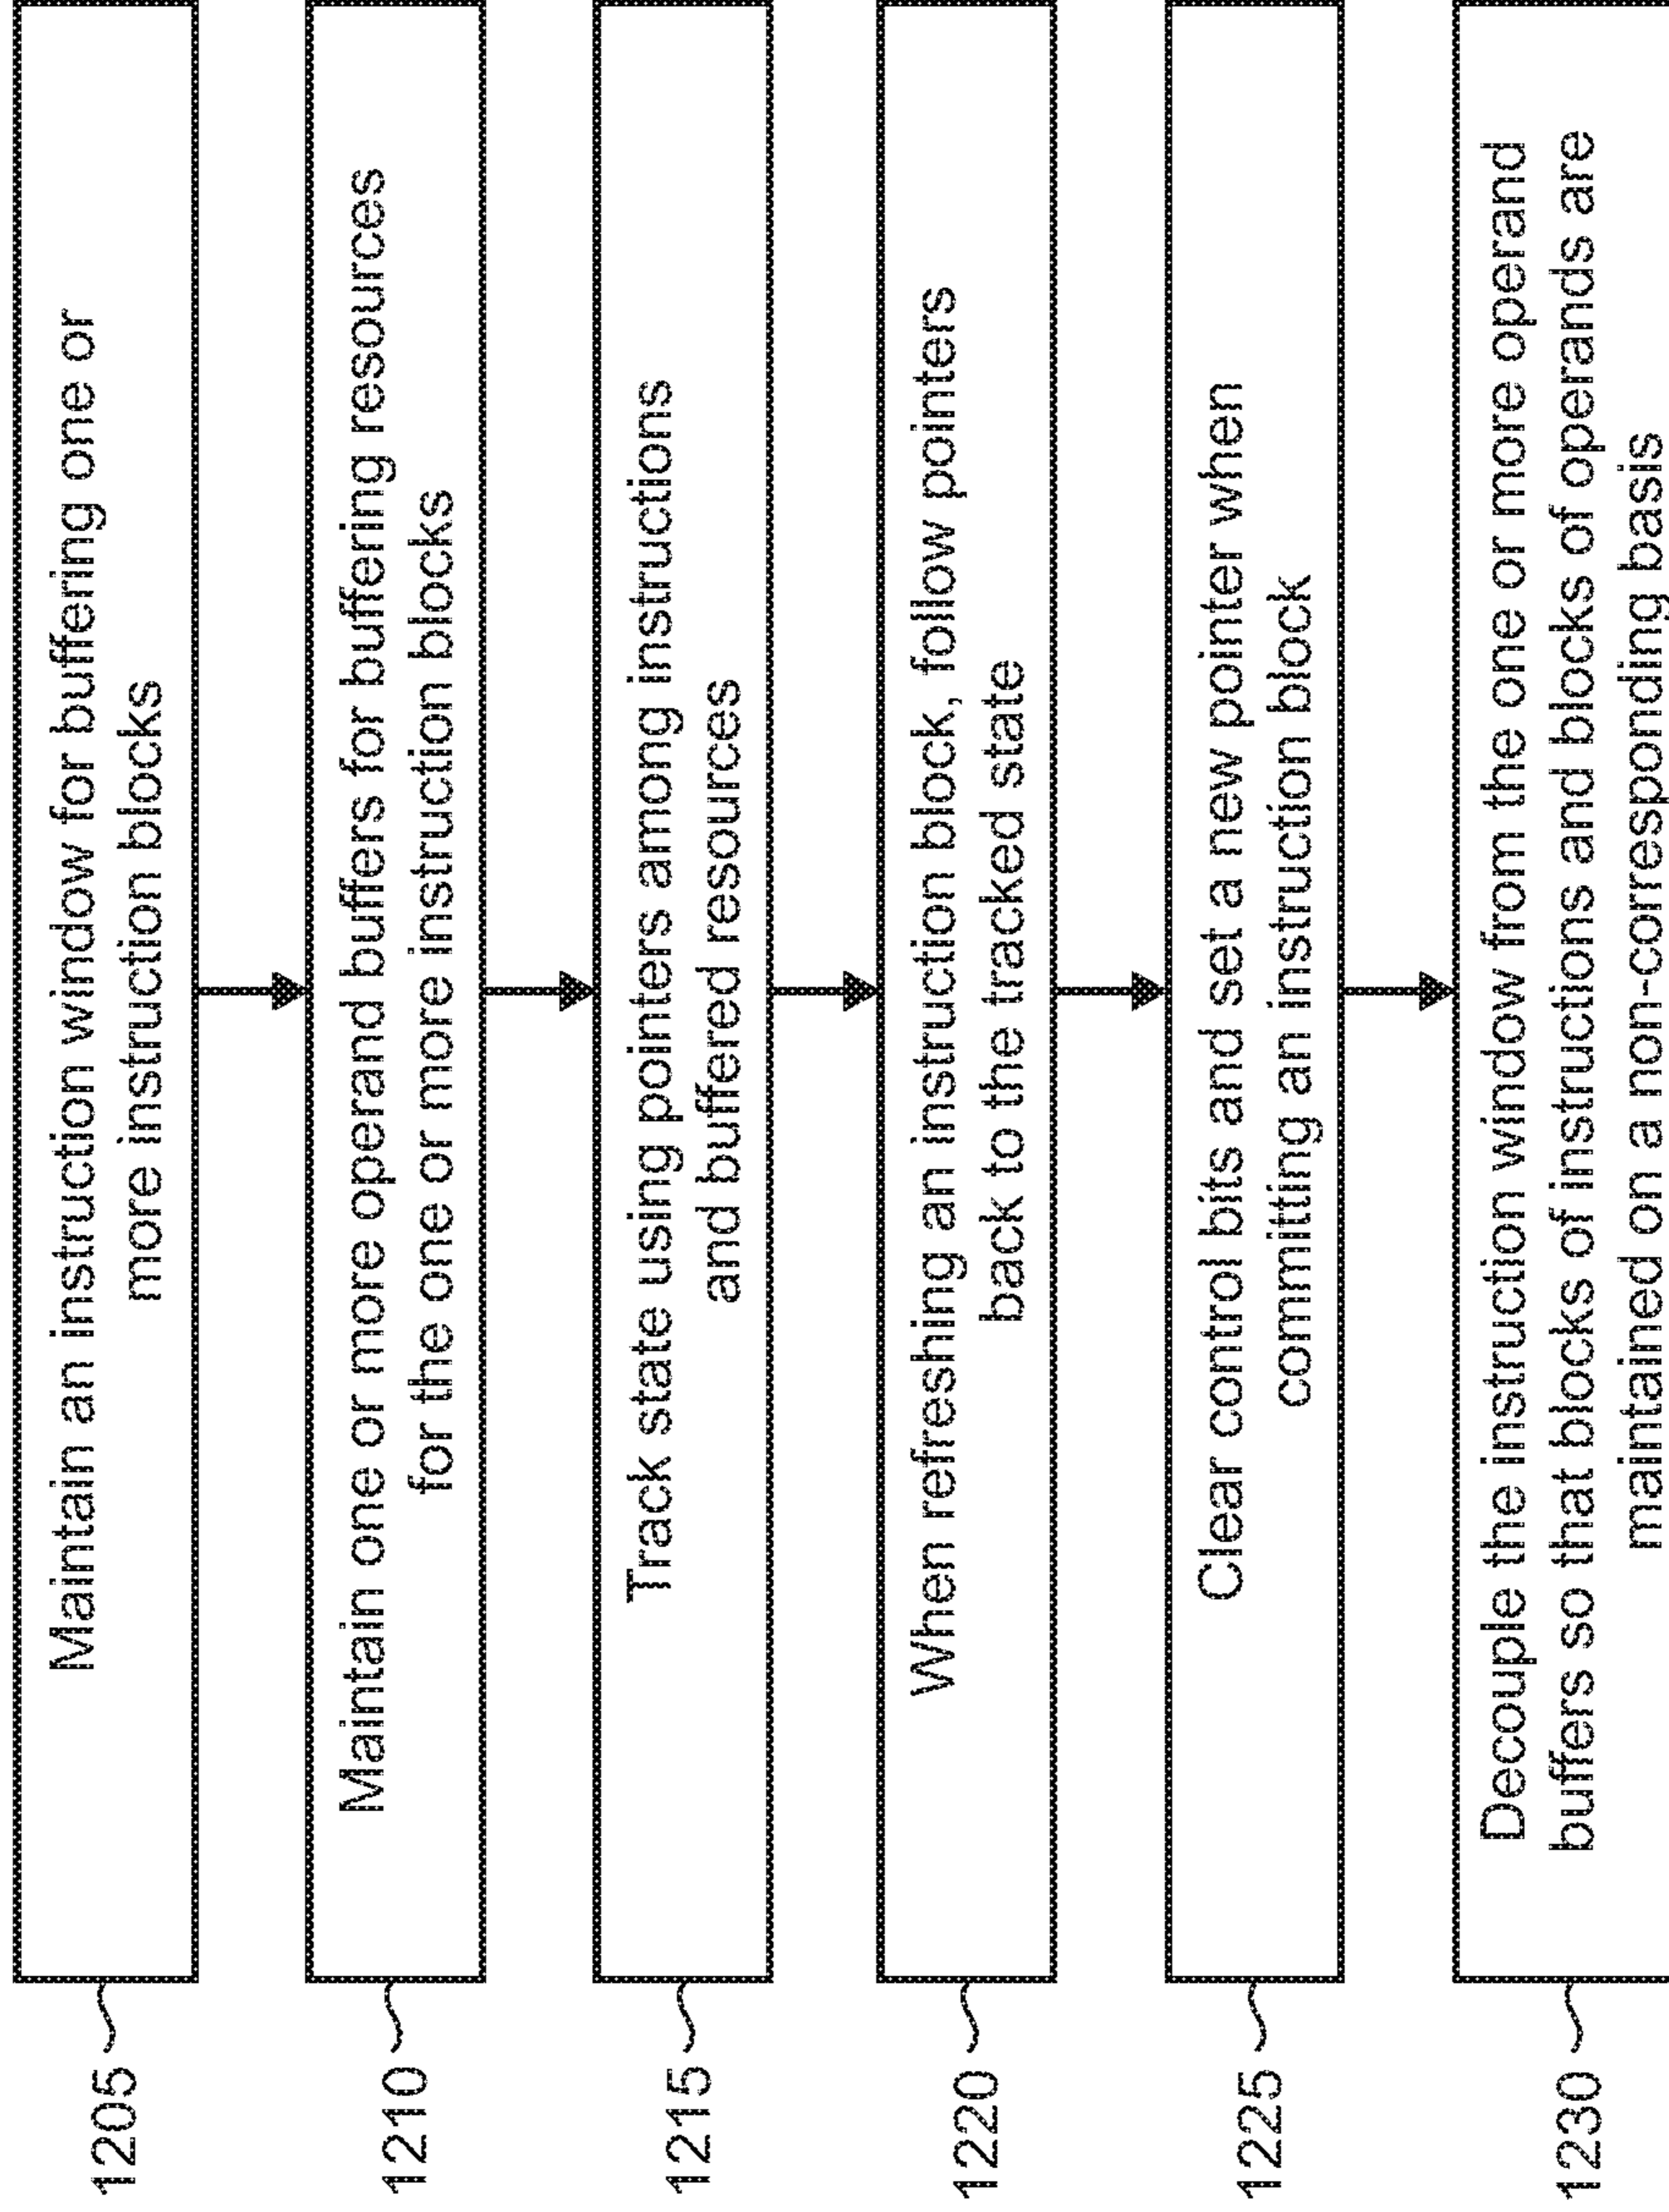 1205
Maintain an instruction window for buffering one or
more instruction blocks
1210
Maintain one or more operand buffers for buffering resources
for the one or more instruction blocks
1215
Track state using pointers among instructions
and buffered resources
1220
When refreshing an instruction block, follow pointers
back to the tracked state
1225
Clear control bits and set a new pointer when
committing an instruction block
1230
Decouple the instruction window from the one or more operand
buffers so that blocks of instructions and blocks of operands are
maintained on a non-corresponding basis